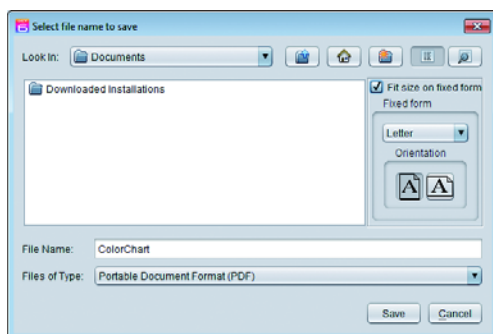 Select file name to save
Look In: Documents
Downloaded Installations
Fit size on fixed form
Fixed form
Letter
Orientation
A A
File Name: ColorChart
Files of Type: Portable Document Format (PDF)
Save Cancel